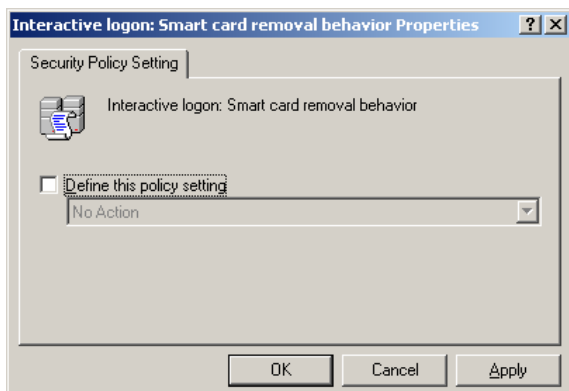 Interactive logon: Smart card removal behavior Properties
Security Policy Setting
Interactive logon: Smart card removal behavior
Define this policy setting
No Action
OK Cancel Apply